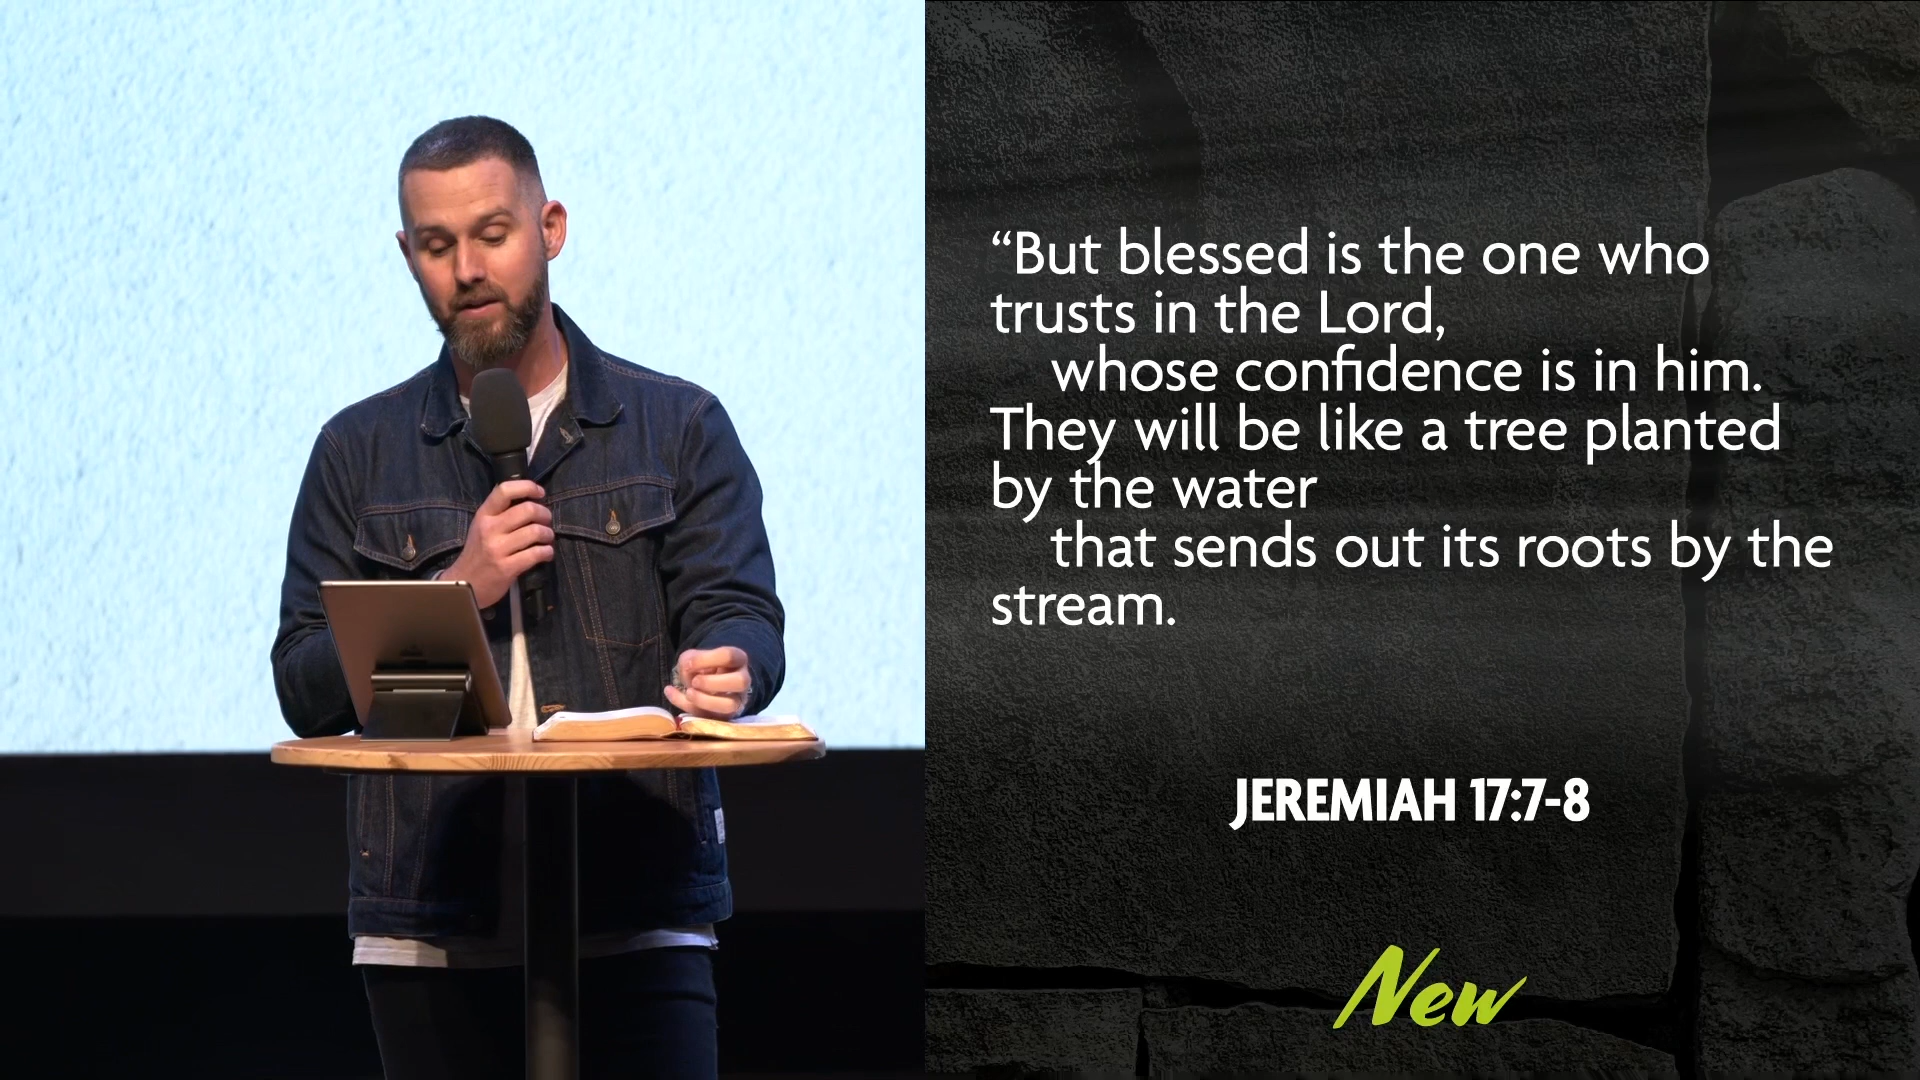 “But blessed is the one who
trusts in the Lord,
whose confidence is in him.
They will be like a tree planted
by the water
that sends out its roots by the
stream.
JEREMIAH 17:7-8
New